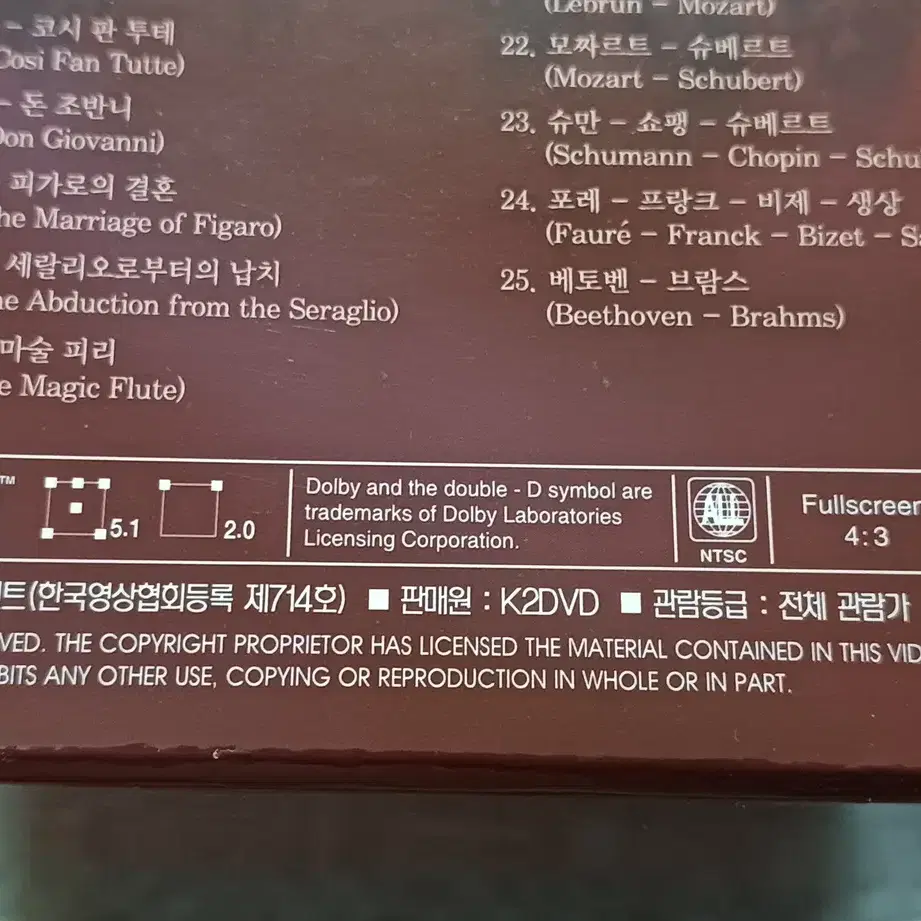 - 코시 판 투테
Cosi Fan Tutte)
- 돈 조반니
Don Giovanni)
피가로의 결혼
he Marriage of Figaro)
세랄리오로부터의 납치
ne Abduction from the Seraglio)
마술 피리
e Magic Flute)
(Lebrun - Mozart)
22. 모짜르트 - 슈베르트
(Mozart - Schubert)
23. 슈만 - 쇼팽 - 슈베르트
(Schumann - Chopin - Schu
24. 포레 - 프랑크 - 비제 - 생상
(Fauré - Franck - Bizet - S
25. 베토벤 - 브람스
(Beethoven - Brahms)
TM
5.1
2.0
Dolby and the double - D symbol are
trademarks of Dolby Laboratories
Licensing Corporation.
ALL
NTSC
Fullscreen
4:3
트(한국영상협회등록 제714호) ■ 판매원 : K2DVD ■ 관람등급 : 전체 관람가
VED. THE COPYRIGHT PROPRIETOR HAS LICENSED THE MATERIAL CONTAINED IN THIS VID
BITS ANY OTHER USE, COPYING OR REPRODUCTION IN WHOLE OR IN PART.